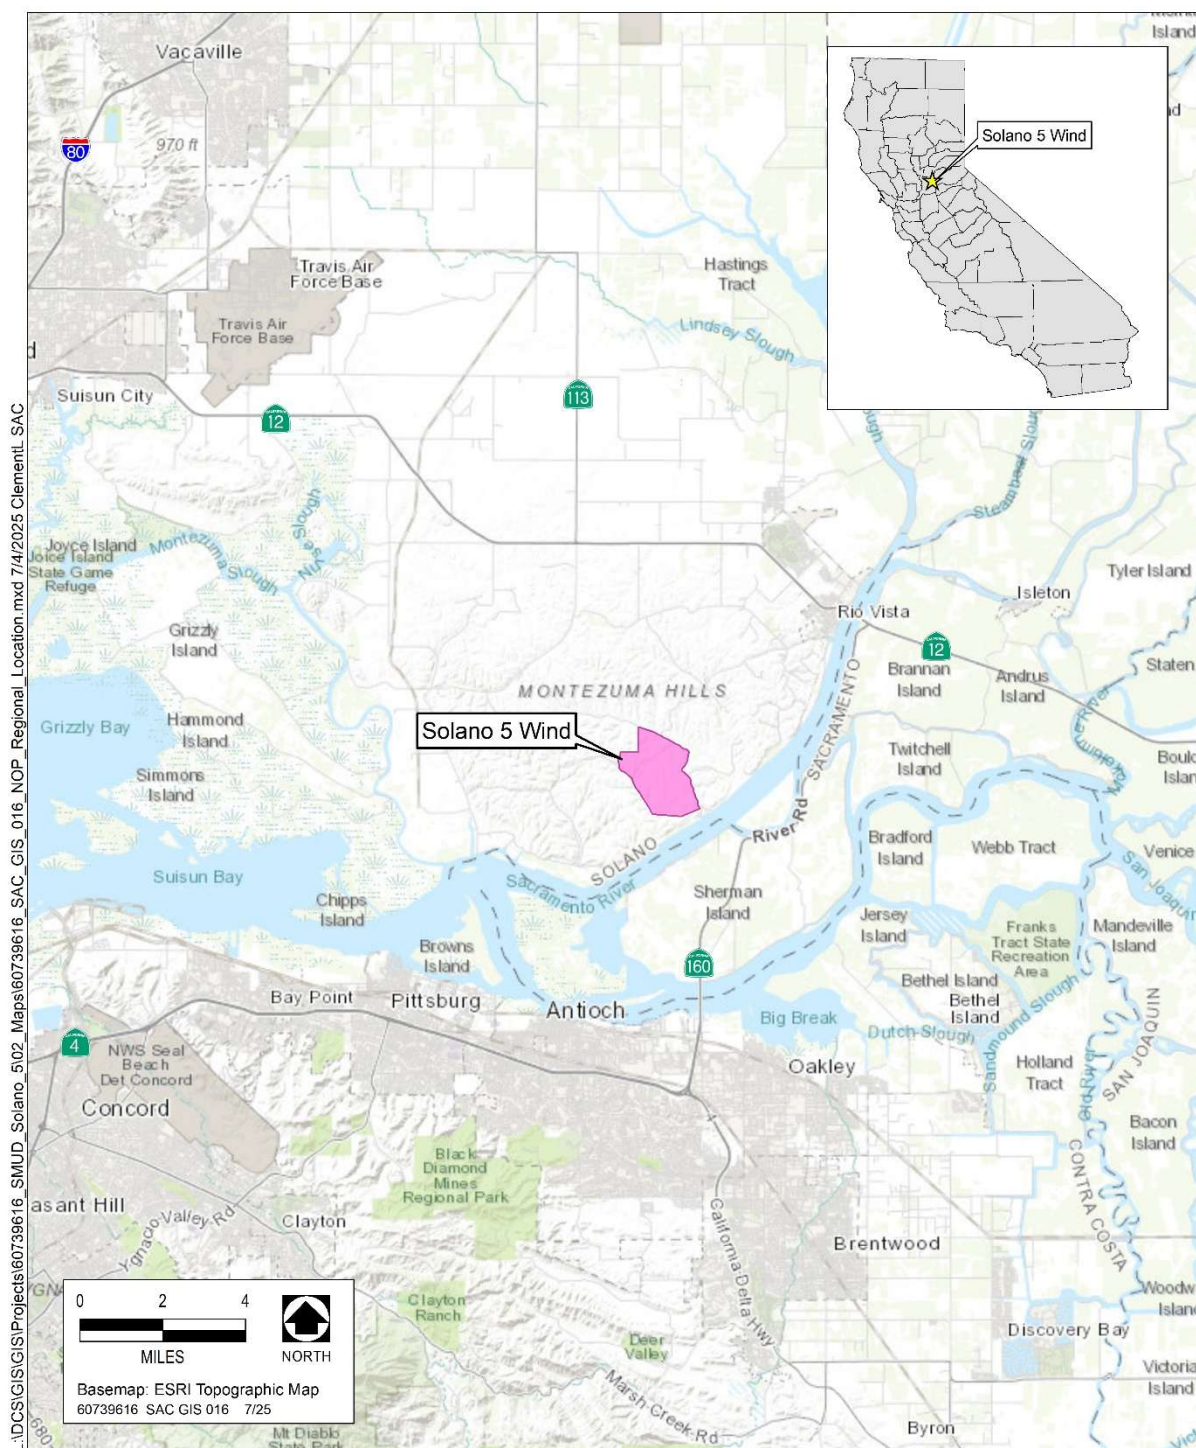 Island
Vacaville
80
970 ft
Solano 5 Wind
Travis Air
Force Base
Travis Air
Force Base
Hastings
Tract
Lindsey Slough
Suisun City
12
113
Slough
Steamboat Slough
Nyse Slough
Joyce Island
Montezuma Slough
Joice Island
State Game
Refuge
Tyler Island
Isleton
Rio Vista
Grizzly
Island
12
Brannan
Island
Andrus
Island
Staten
MONTEZUMA HILLS
SACRAMENTO
Grizzly Bay
Hammond
Island
Solano 5 Wind
Twitchell
Island
Simmons
Island
River Rd
Bradford
Island
Webb Tract
Venice
SOLANO
Suisun Bay
Sacramento River
San Joaquin
Chipps
Island
Sherman
Island
Jersey
Island
Franks
Tract State
Recreation
Area
Mandeville
Island
Browns
Island
160
Bethel Island
Bethel
Island
Bay Point
Pittsburg
Antioch
Big Break
Dutch Slough
Sandmound Slough
SAN JOAQUIN
4
NWS Seal
Beach
Det Concord
Oakley
Holland
Tract
Old River
Concord
4
Bacon
Island
Black
Diamond
Mines
Regional Park
CONTRA COSTA
asant Hill
Ygnacio Valley Rd
Clayton
California Delta Hwy
Brentwood
Woodw
Island
Clayton
Ranch
Discovery Bay
Deer
Valley
Victoria
Island
Marsh Creek Rd
Byron
Mt Diablo
State Park
680
0 2 4
MILES
NORTH
Basemap: ESRI Topographic Map
60739616 SAC GIS 016 7/25
L:\DCS\GIS\GIS\Projects\60739616_SMUD_Solano_5\02_Maps\60739616_SAC_GIS_016_NOP_Regional_Location.mxd 7/4/2025 ClementL_SAC